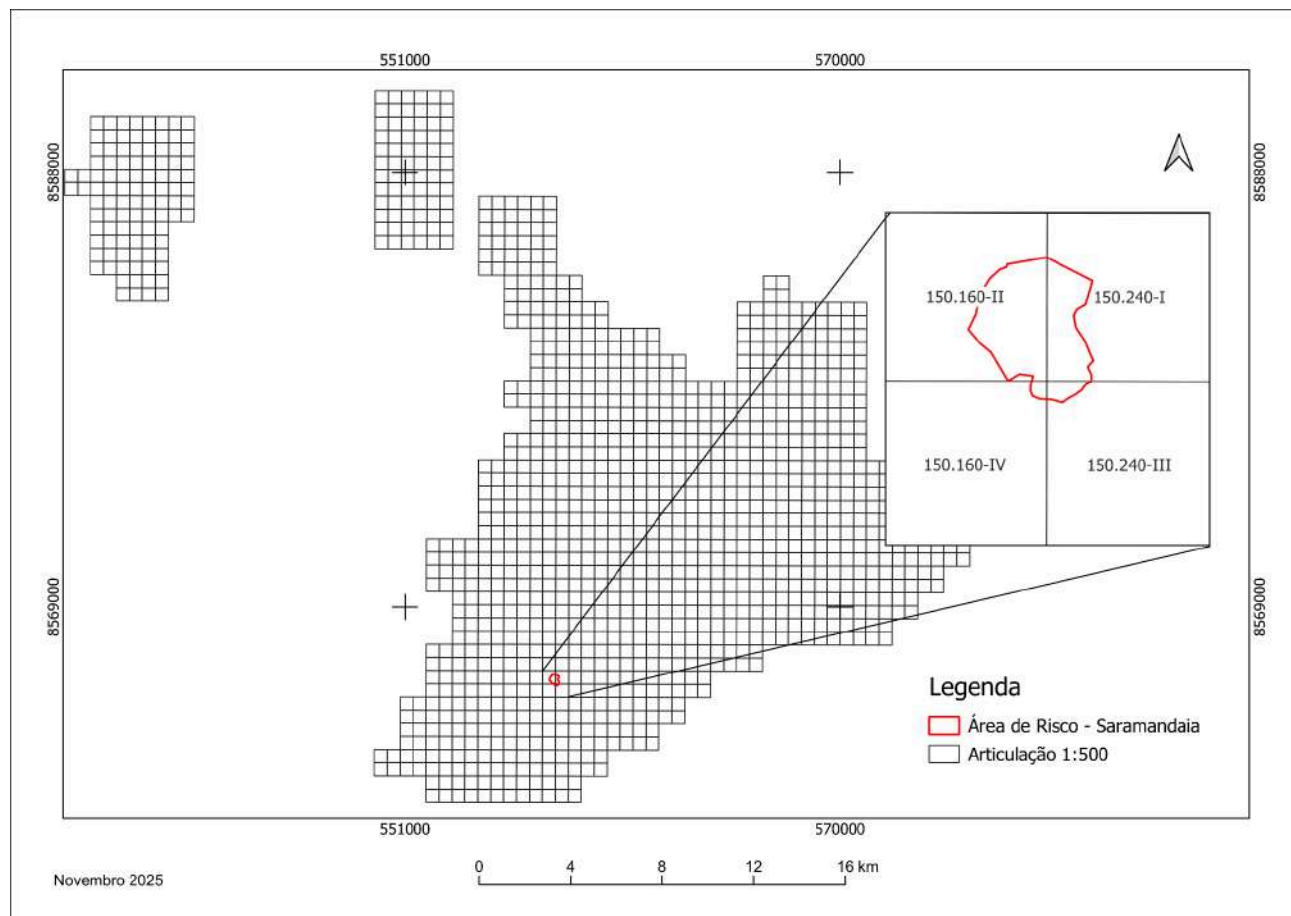 551000
570000
8588000
8588000
150.160-II
150.240-I
150.160-IV
150.240-III
8569000
8569000
Legenda
Área de Risco - Saramandaia
Articulação 1:500
551000
570000
0 4 8 12 16 km
Novembro 2025